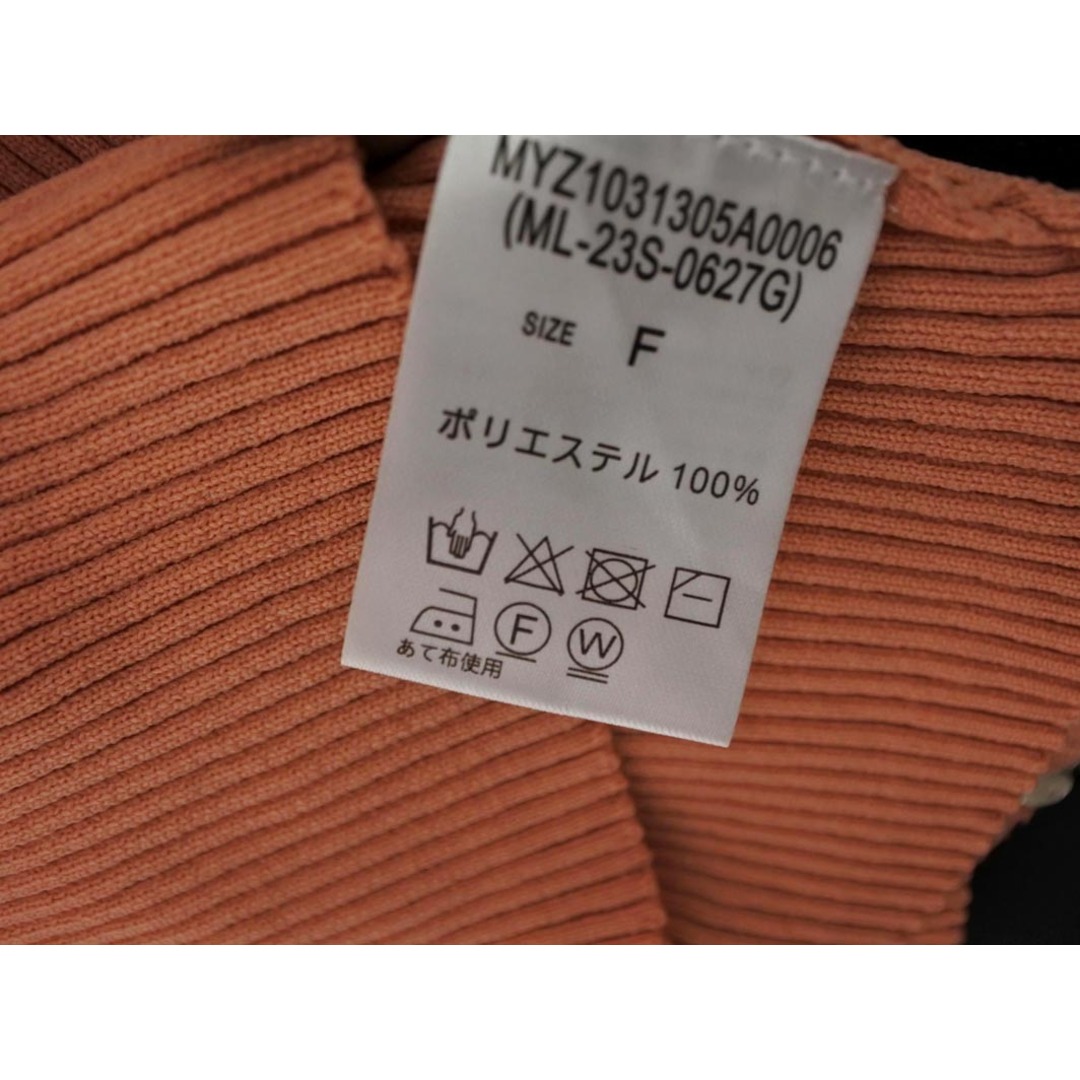 MYZ1031305A0006
(ML-23S-0627G)
SIZE F
ポリエステル 100%
F W
あて布使用